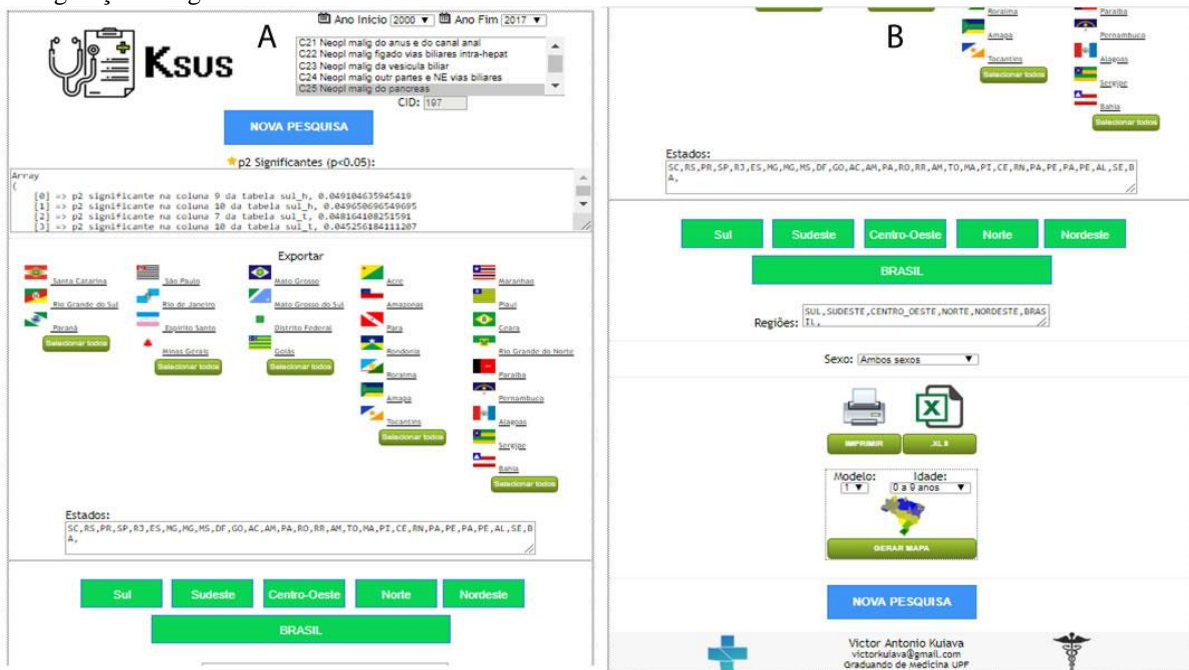 A
Ano Inicio 2000 ▼ Ano Fim 2017 ▼
Ksus
C21 Neopl malig do anus e do canal anal
C22 Neopl malig figado vias biliares intra-hepat
C23 Neopl malig da vesicula biliar
C24 Neopl malig outr partes e NE vias biliares
C25 Neopl malig do pancreas
CID: 197
NOVA PESQUISA
p2 Significantes (p<0.05):
Array
(
[0] => p2 significante na coluna 9 da tabela sul_h, 0.049104635945419
[1] => p2 significante na coluna 10 da tabela sul_h, 0.049650696549695
[2] => p2 significante na coluna 7 da tabela sul_t, 0.048164108251591
[3] => p2 significante na coluna 10 da tabela sul_t, 0.045256184111207
Exportar
Santa Catarina
Rio Grande do Sul
Paraná
Selecionar todos
São Paulo
Rio de Janeiro
Espirito Santo
Minas Gerais
Selecionar todos
Mato Grosso
Mato Grosso do Sul
Distrito Federal
Goiás
Selecionar todos
Acre
Amazonas
Para
Rondonia
Roraima
Amapa
Tocantins
Selecionar todos
Maranhao
Piaui
Ceara
Rio Grande do Norte
Paraiba
Pernambuco
Alagoas
Sergipe
Bahia
Selecionar todos
Estados:
SC,RS,PR,SP,RJ,ES,MG,MG,MS,DF,GO,AC,AM,PA,RO,RR,AM,TO,MA,PI,CE,RN,PA,PE,PA,PE,AL,SE,B
A,
Sul Sudeste Centro-Oeste Norte Nordeste
BRASIL
B
Roraima
Amapa
Tocantins
Selecionar todos
Paraiba
Pernambuco
Alagoas
Sergipe
Bahia
Selecionar todos
Estados:
SC,RS,PR,SP,RJ,ES,MG,MG,MS,DF,GO,AC,AM,PA,RO,RR,AM,TO,MA,PI,CE,RN,PA,PE,PA,PE,AL,SE,B
A,
Sul Sudeste Centro-Oeste Norte Nordeste
BRASIL
Regiões: SUL,SUDESTE,CENTRO_OESTE,NORTE,NORDESTE,BRAS
IL,
Sexo: Ambos sexos ▼
IMPRIMIR .XLS
Modelo: Idade:
1 ▼ 0 a 9 anos ▼
GERAR MAPA
NOVA PESQUISA
Victor Antonio Kuiava
victorkuiava@gmail.com
Graduando de Medicina UPF